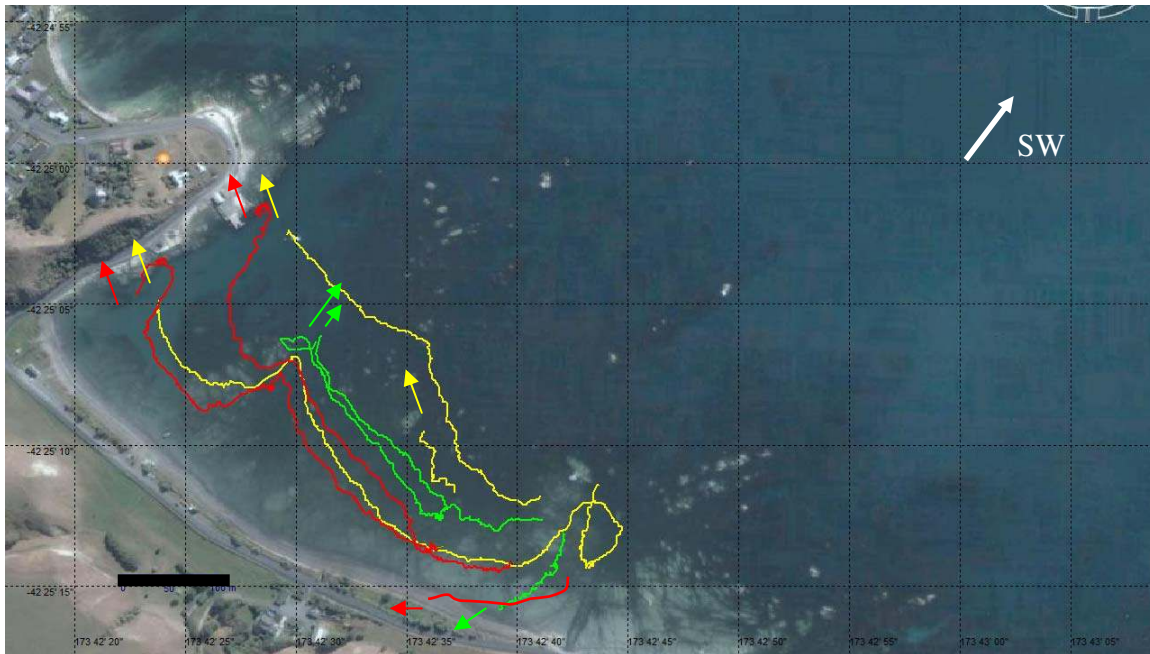 -42 24' 55"
SW
-42 25' 00"
-42 25' 05"
-42 25' 10"
-42 25' 15"
0 50 100 m
173 42' 20"
173 42' 25"
173 42' 30"
173 42' 35"
173 42' 40"
173 42' 45"
173 42' 50"
173 42' 55"
173 43' 00"
173 43' 05"